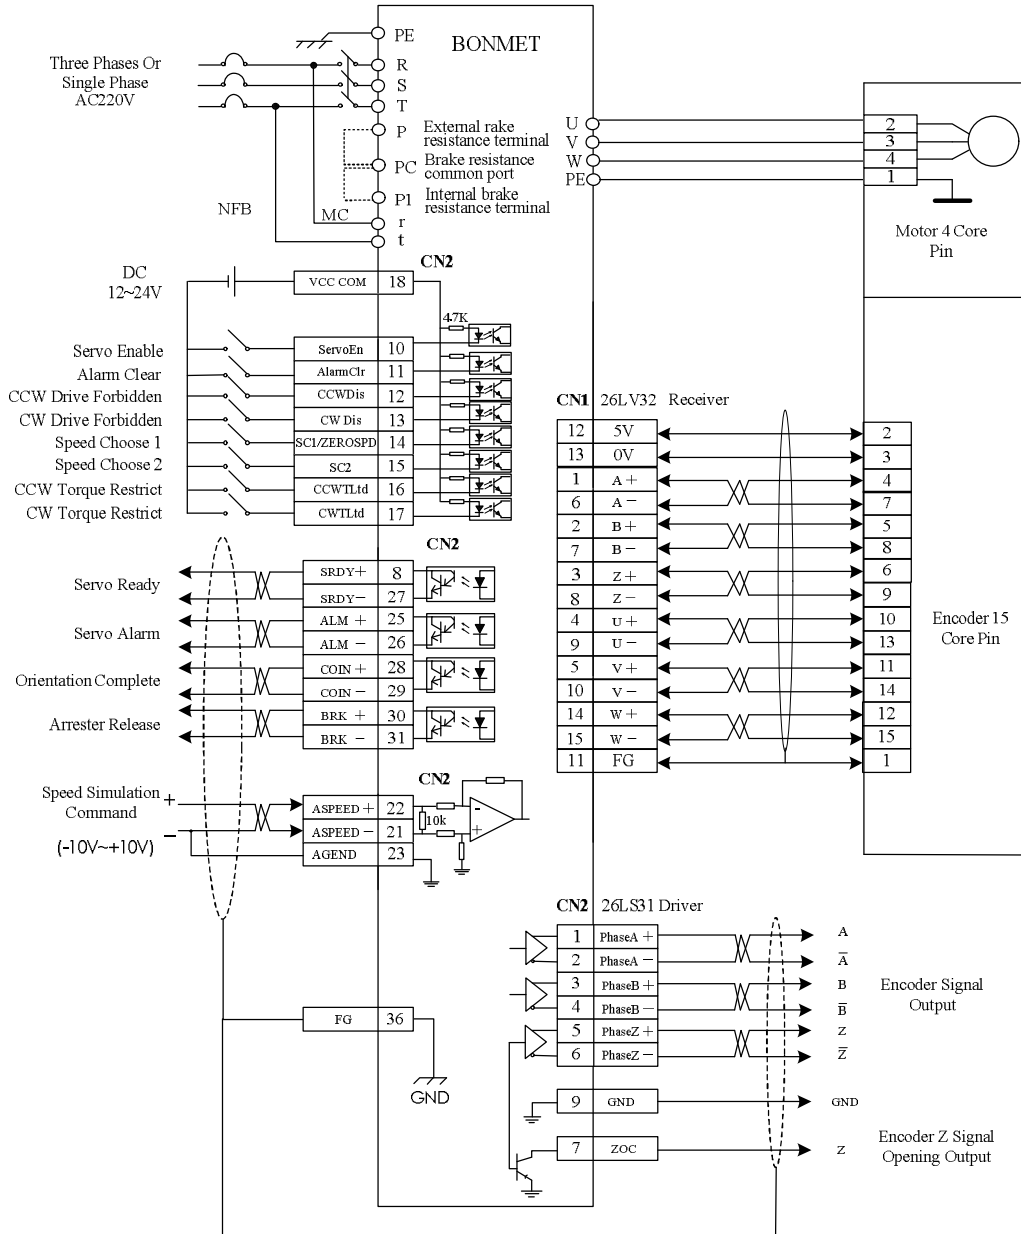 BONMET
PE
Three Phases Or
Single Phase
AC220V
R
S
T
P
External rake
resistance terminal
PC
Brake resistance
common port
P1
Internal brake
resistance terminal
NFB
MC
r
t
U
V
W
PE
2
3
4
1
Motor 4 Core
Pin
DC
12~24V
CN2
VCC COM 18
4.7K
Servo Enable ServoEn 10
Alarm Clear AlarmClr 11
CCW Drive Forbidden CCWDis 12
CW Drive Forbidden CW Dis 13
Speed Choose 1 SC1/ZEROSPD 14
Speed Choose 2 SC2 15
CCW Torque Restrict CCWTLtd 16
CW Torque Restrict CWTLtd 17
CN2
Servo Ready
SRDY+ 8
SRDY− 27
Servo Alarm
ALM + 25
ALM − 26
Orientation Complete
COIN + 28
COIN − 29
Arrester Release
BRK + 30
BRK − 31
CN1 26LV32 Receiver
12 5V 2
13 0V 3
1 A+ 4
6 A− 7
2 B+ 5
7 B− 8
3 Z+ 6
8 Z− 9
4 U+ 10
9 U− 13
5 V+ 11
10 V− 14
14 W+ 12
15 W− 15
11 FG 1
Encoder 15
Core Pin
CN2
Speed Simulation
Command
+
−
(-10V~+10V)
ASPEED+ 22
ASPEED− 21
AGEND 23
10k
-
+
CN2 26LS31 Driver
1 PhaseA+ A
2 PhaseA− A̅
3 PhaseB+ B
4 PhaseB− B̅
5 PhaseZ+ Z
6 PhaseZ− Z̅
Encoder Signal
Output
9 GND GND
7 ZOC Z
Encoder Z Signal
Opening Output
FG 36
GND